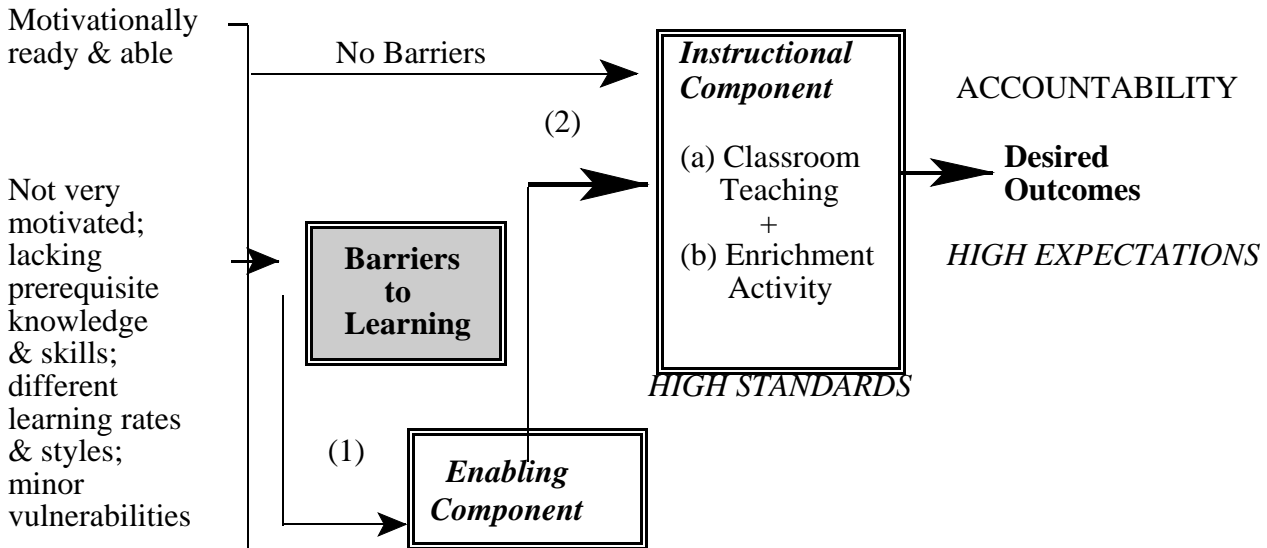 Motivationally
ready & able
No Barriers
Instructional
Component
ACCOUNTABILITY
(2)
(a) Classroom
Teaching
+
(b) Enrichment
Activity
Desired
Outcomes
HIGH EXPECTATIONS
HIGH STANDARDS
Not very
motivated;
lacking
prerequisite
knowledge
& skills;
different
learning rates
& styles;
minor
vulnerabilities
Barriers
to
Learning
(1)
Enabling
Component